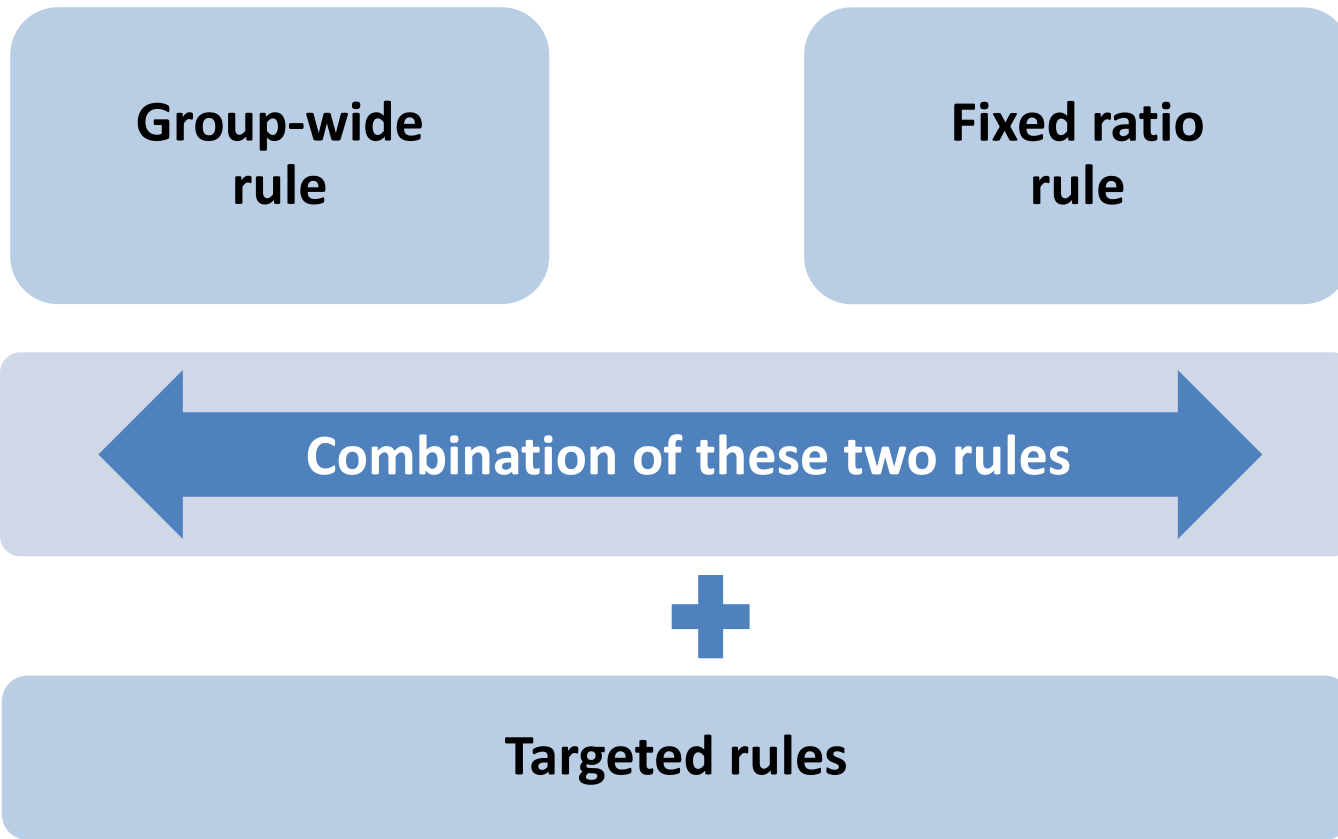 Group-wide
rule
Fixed ratio
rule
Combination of these two rules
Targeted rules